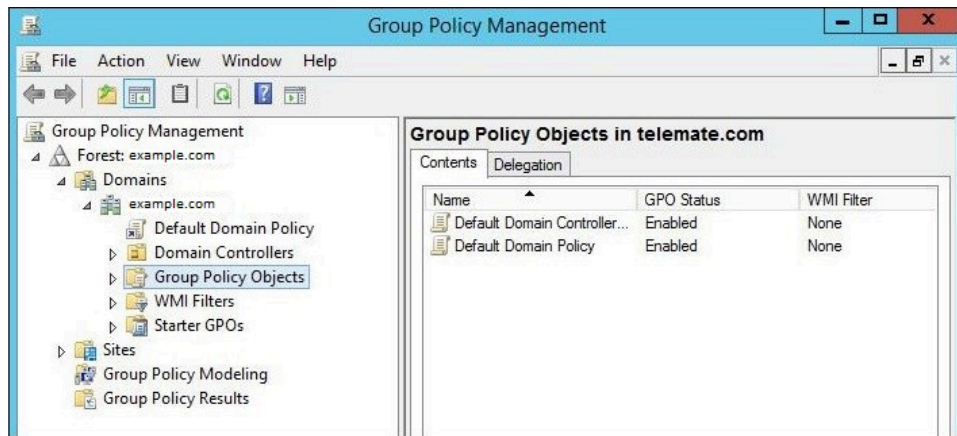 Group Policy Management
File Action View Window Help
Group Policy Management
Forest: example.com
Domains
example.com
Default Domain Policy
Domain Controllers
Group Policy Objects
WMI Filters
Starter GPOs
Sites
Group Policy Modeling
Group Policy Results
Group Policy Objects in telemate.com
Contents Delegation
Name GPO Status WMI Filter
Default Domain Controller... Enabled None
Default Domain Policy Enabled None